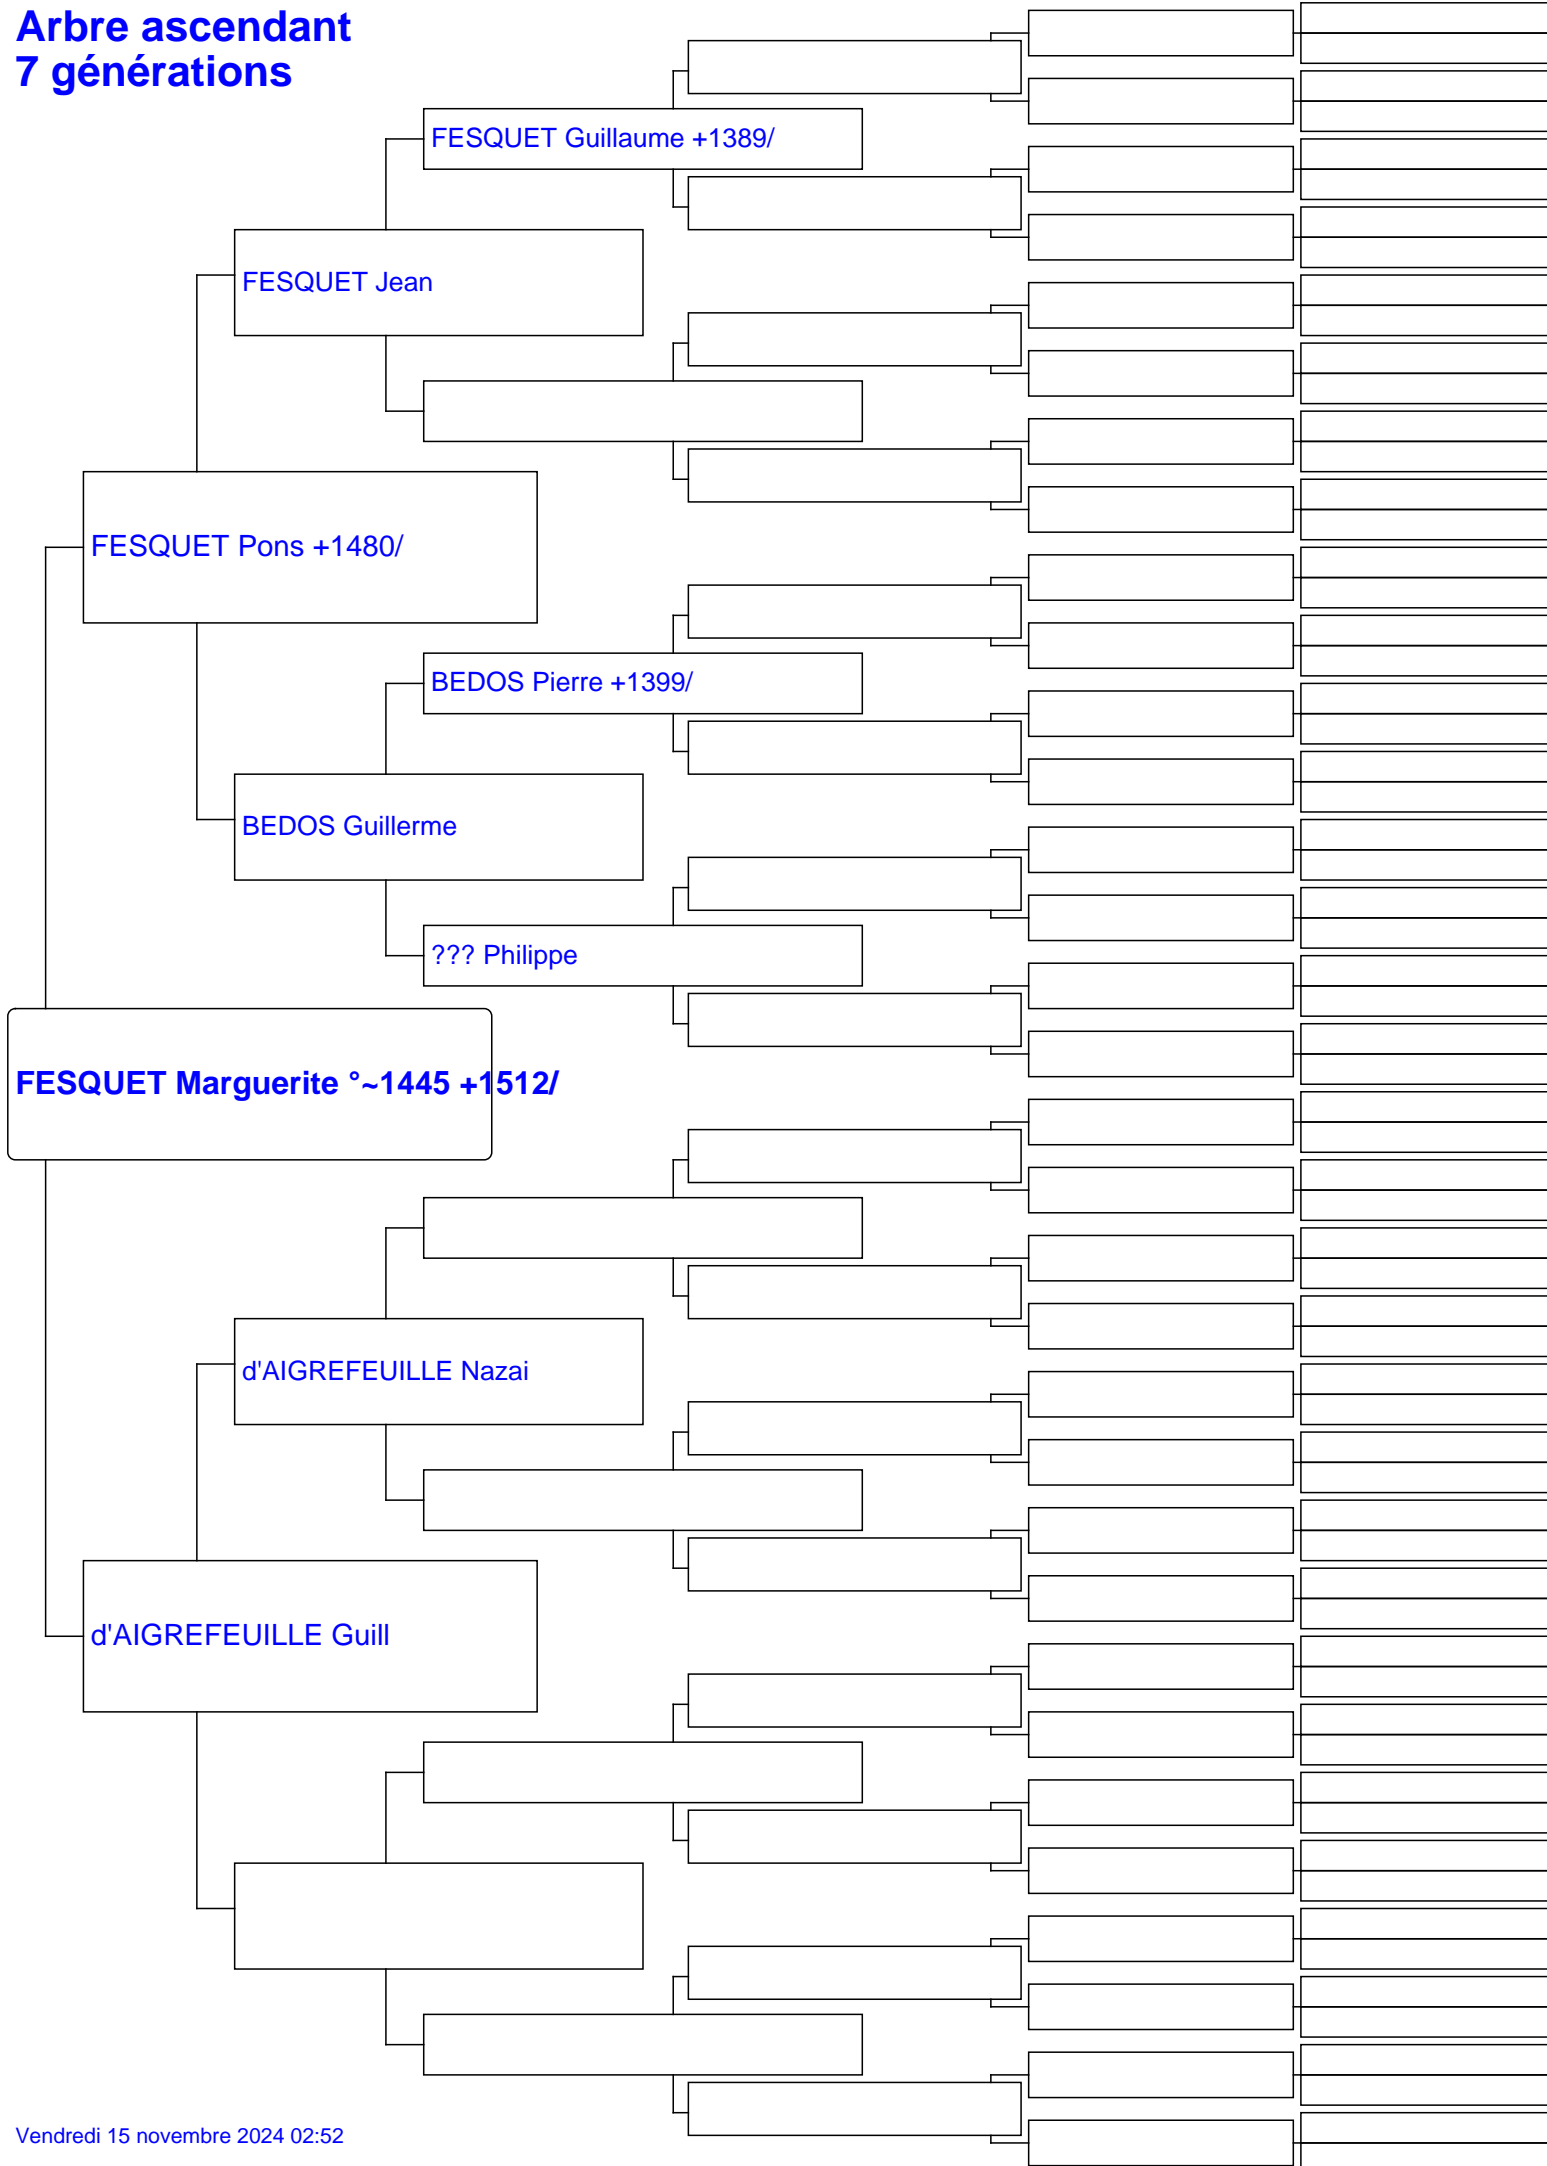 Arbre ascendant
7 générations
FESQUET Guillaume +1389/
FESQUET Jean
FESQUET Pons +1480/
BEDOS Pierre +1399/
BEDOS Guillerme
??? Philippe
FESQUET Marguerite °~1445 +1512/
d'AIGREFEUILLE Nazai
d'AIGREFEUILLE Guill
Vendredi 15 novembre 2024 02:52